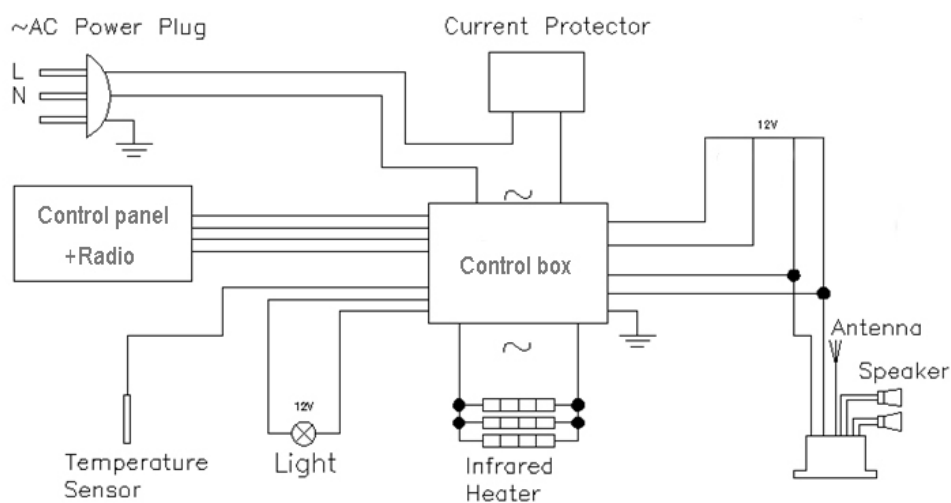 ~AC Power Plug
Current Protector
L
N
12V
~
Control panel
+Radio
Control box
~
Antenna
Speaker
12V
Light
Temperature
Sensor
Infrared
Heater